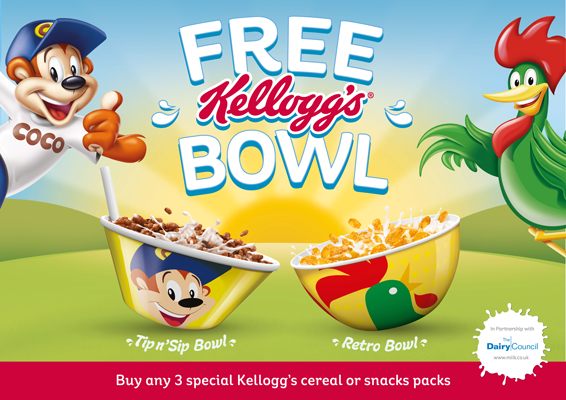 FREE
Kellogg's®
BOWL
COCO
Tip n' Sip Bowl
Retro Bowl
In Partnership with
The
Dairy Council
www.milk.co.uk
Buy any 3 special Kellogg's cereal or snacks packs